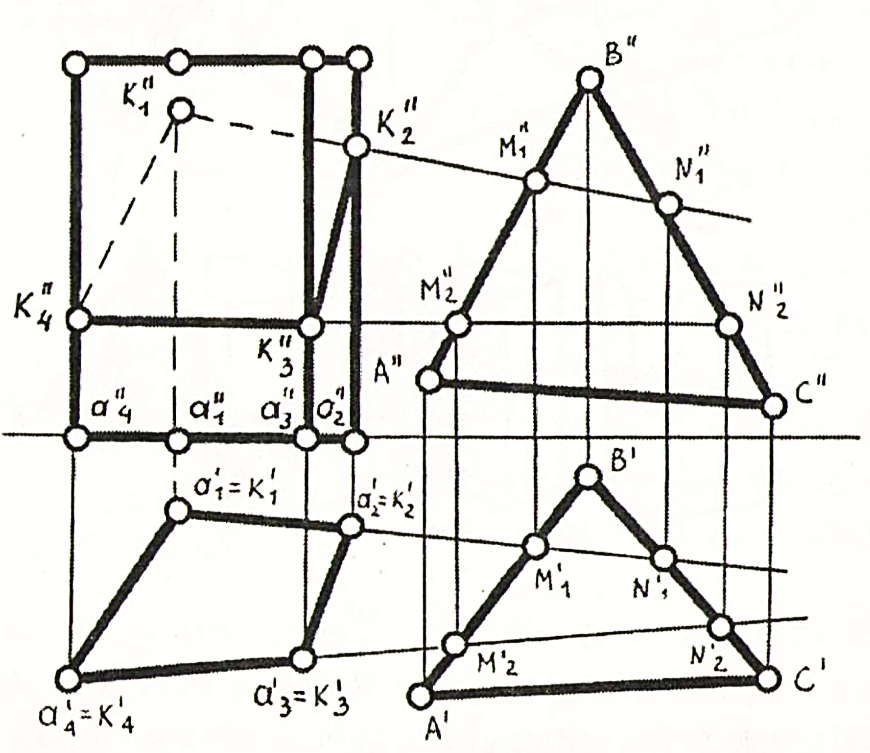 B"
K"₁
K"₂
M"₁
N"₁
K"₄
M"₂
N"₂
K"₃
A"
C"
a"₄ a"₁ a"₃ a"₂
B'
a'₁=K'₁
a'₂=K'₂
M'₁ N'₁
M'₂ N'₂
C'
a'₃=K'₃
a'₄=K'₄
A'